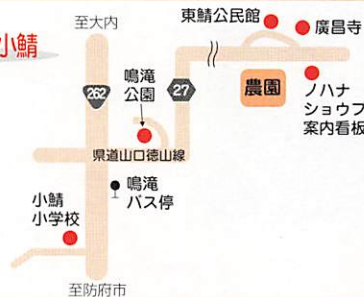 小鯖
至大内
東鯖公民館
廣昌寺
262
鳴滝
公園
27
農園
ノハナ
ショウブ
案内看板
県道山口徳山線
鳴滝
バス停
小鯖
小学校
至防府市